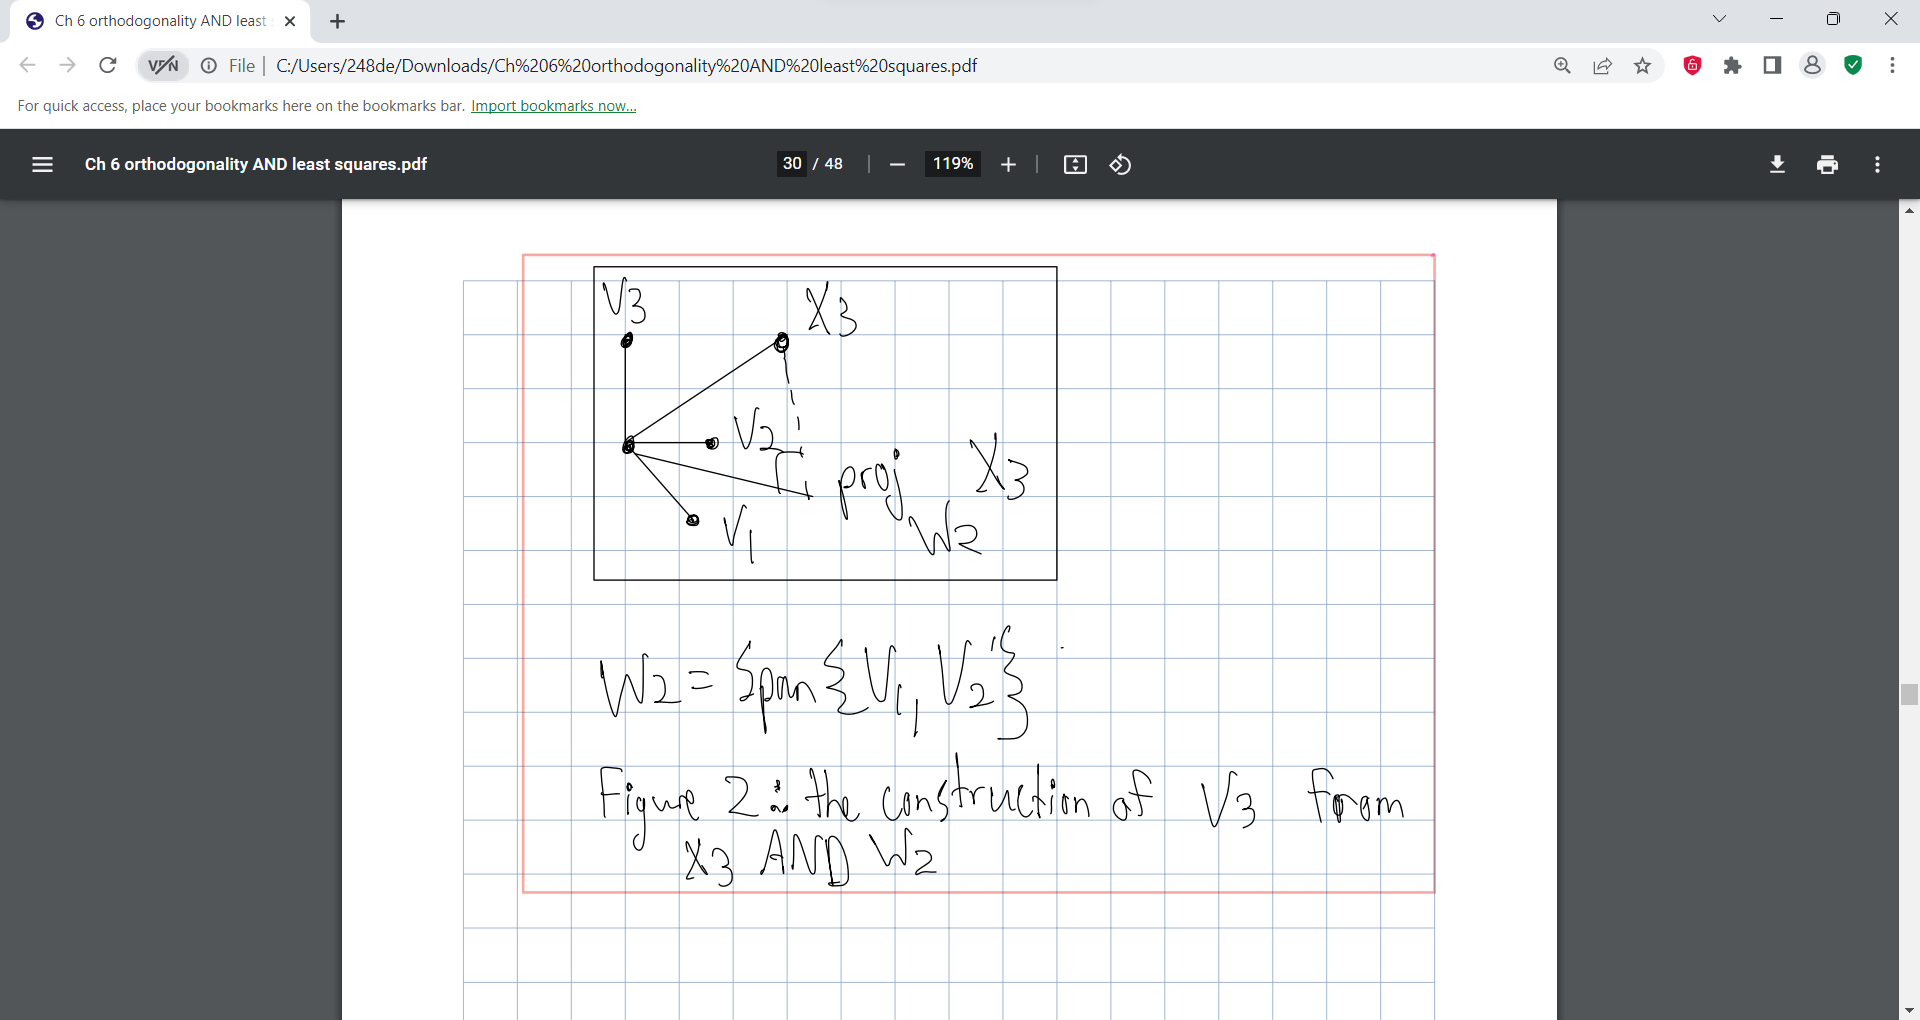 Ch 6 orthodogonality AND least
VPN File C:/Users/248de/Downloads/Ch%206%20orthodogonality%20AND%20least%20squares.pdf
For quick access, place your bookmarks here on the bookmarks bar. Import bookmarks now...
Ch 6 orthodogonality AND least squares.pdf 30 / 48 119%
V3 X3
V2
proj W2 X3
V1
W2 = Span{V1, V2}
Figure 2: the construction of V3 from
X3 AND W2